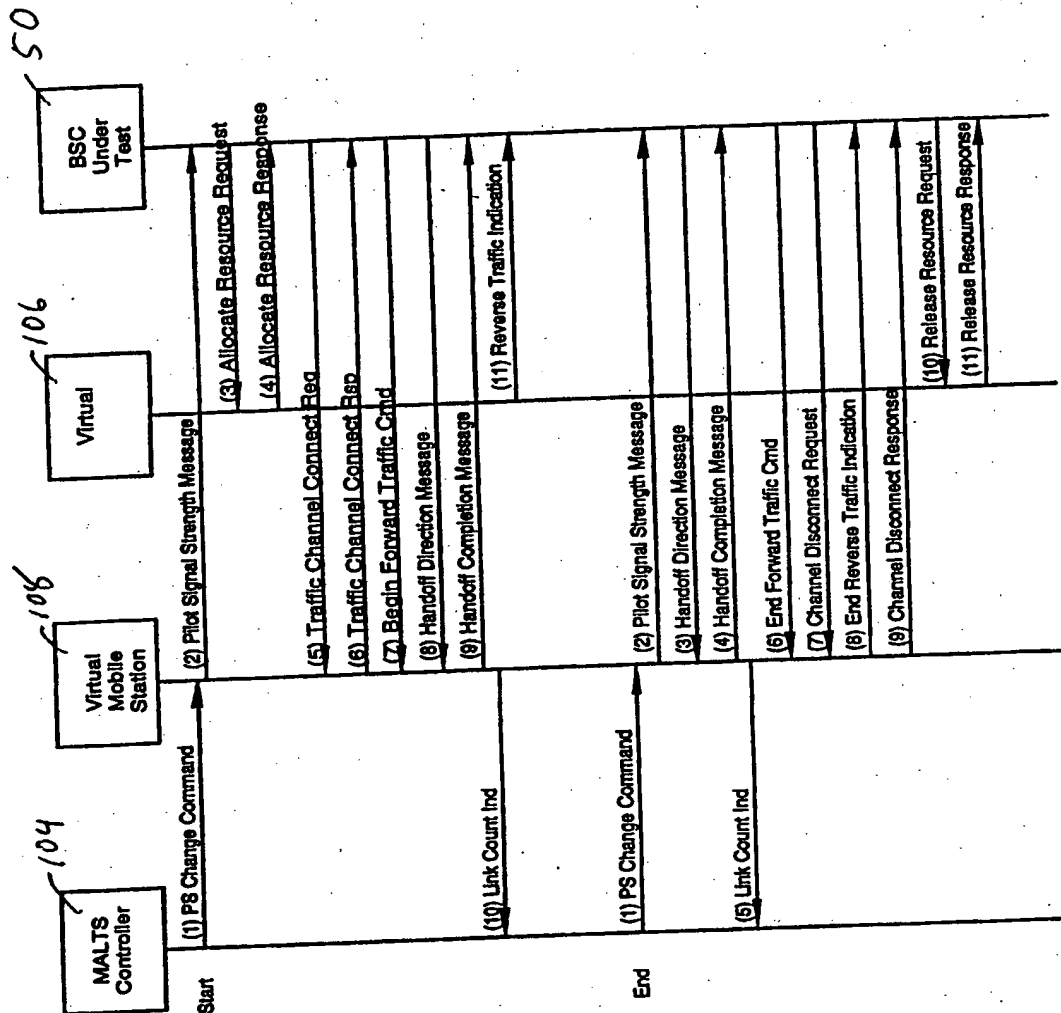 104
MALTS
Controller
108
Virtual
Mobile
Station
106
Virtual
50
BSC
Under
Test
Start
(1) PS Change Command
(2) Pilot Signal Strength Message
(3) Allocate Resource Request
(4) Allocate Resource Response
(5) Traffic Channel Connect Req
(6) Traffic Channel Connect Rsp
(7) Begin Forward Traffic Cmd
(8) Handoff Direction Message
(9) Handoff Completion Message
(10) Link Count Ind
(11) Reverse Traffic Indication
End
(1) PS Change Command
(2) Pilot Signal Strength Message
(3) Handoff Direction Message
(4) Handoff Completion Message
(5) Link Count Ind
(6) End Forward Traffic Cmd
(7) Channel Disconnect Request
(8) End Reverse Traffic Indication
(9) Channel Disconnect Response
(10) Release Resource Request
(11) Release Resource Response